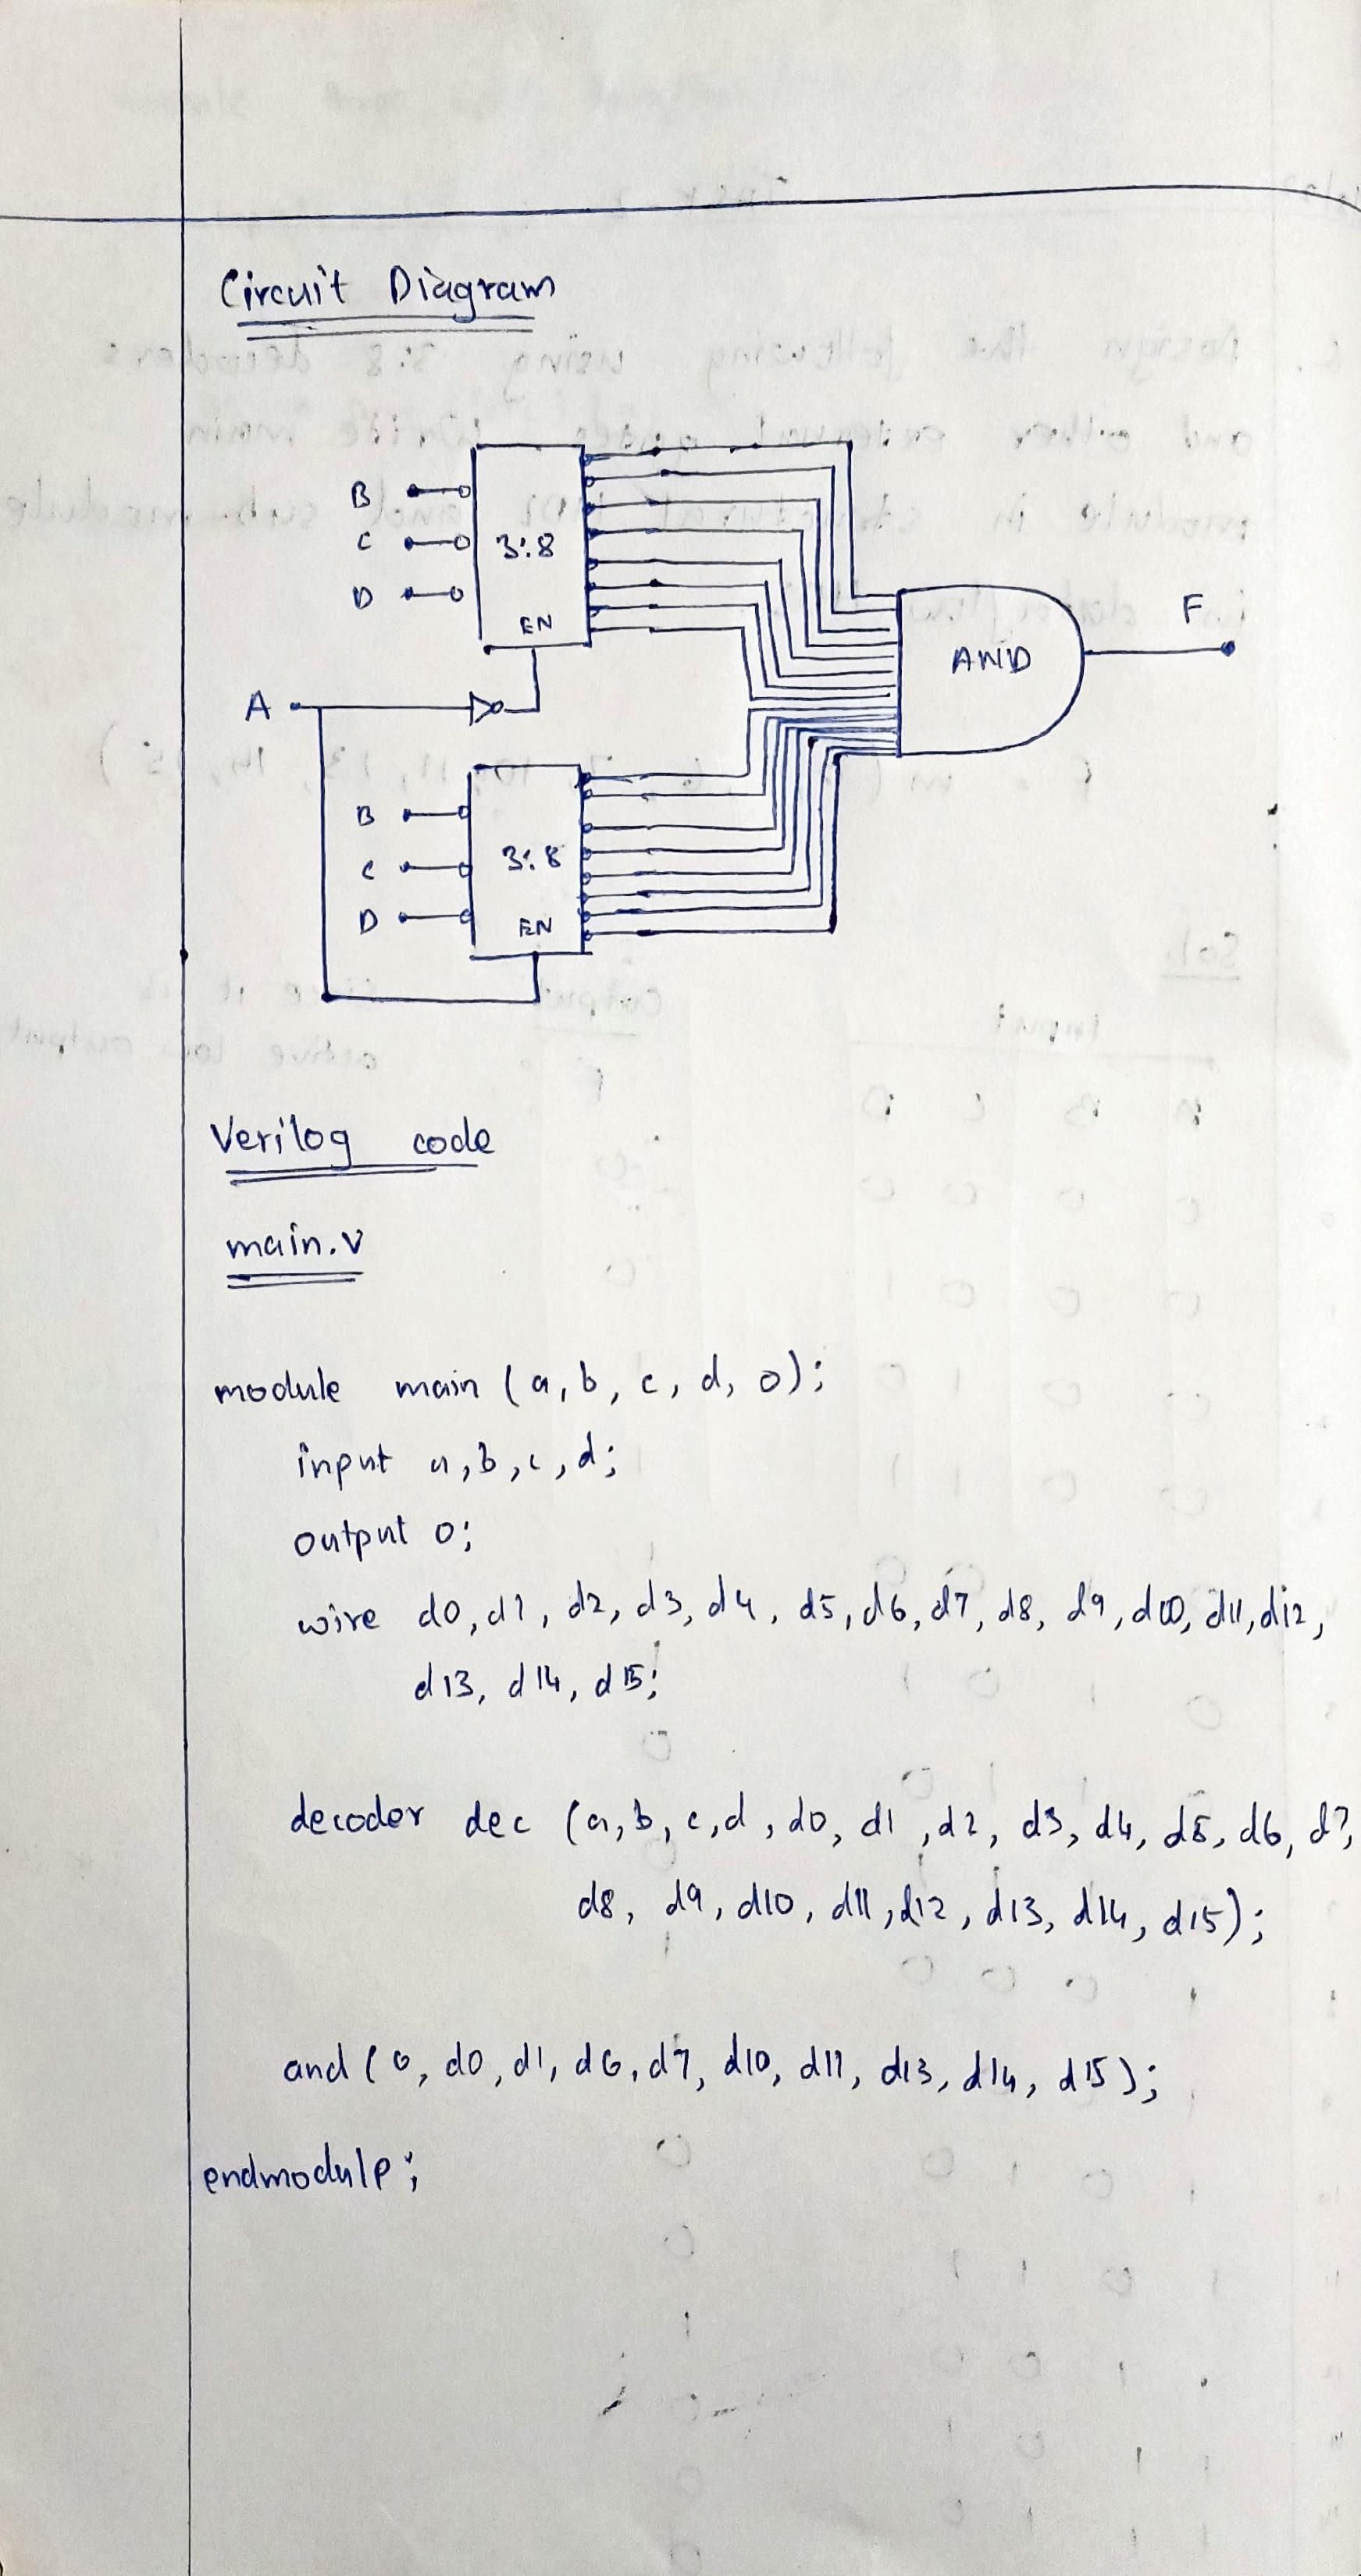 Circuit Diagram
B
C
D
3:8
EN
A
AND
F
B
C
D
3:8
EN
Verilog code
main.v
module main (a, b, c, d, o);
input a, b, c, d;
output o;
wire d0, d1, d2, d3, d4, d5, d6, d7, d8, d9, d10, d11, d12,
d13, d14, d15;
decoder dec (a, b, c, d, d0, d1, d2, d3, d4, d5, d6, d7,
d8, d9, d10, d11, d12, d13, d14, d15);
and (o, d0, d1, d6, d7, d10, d11, d13, d14, d15);
endmodule;